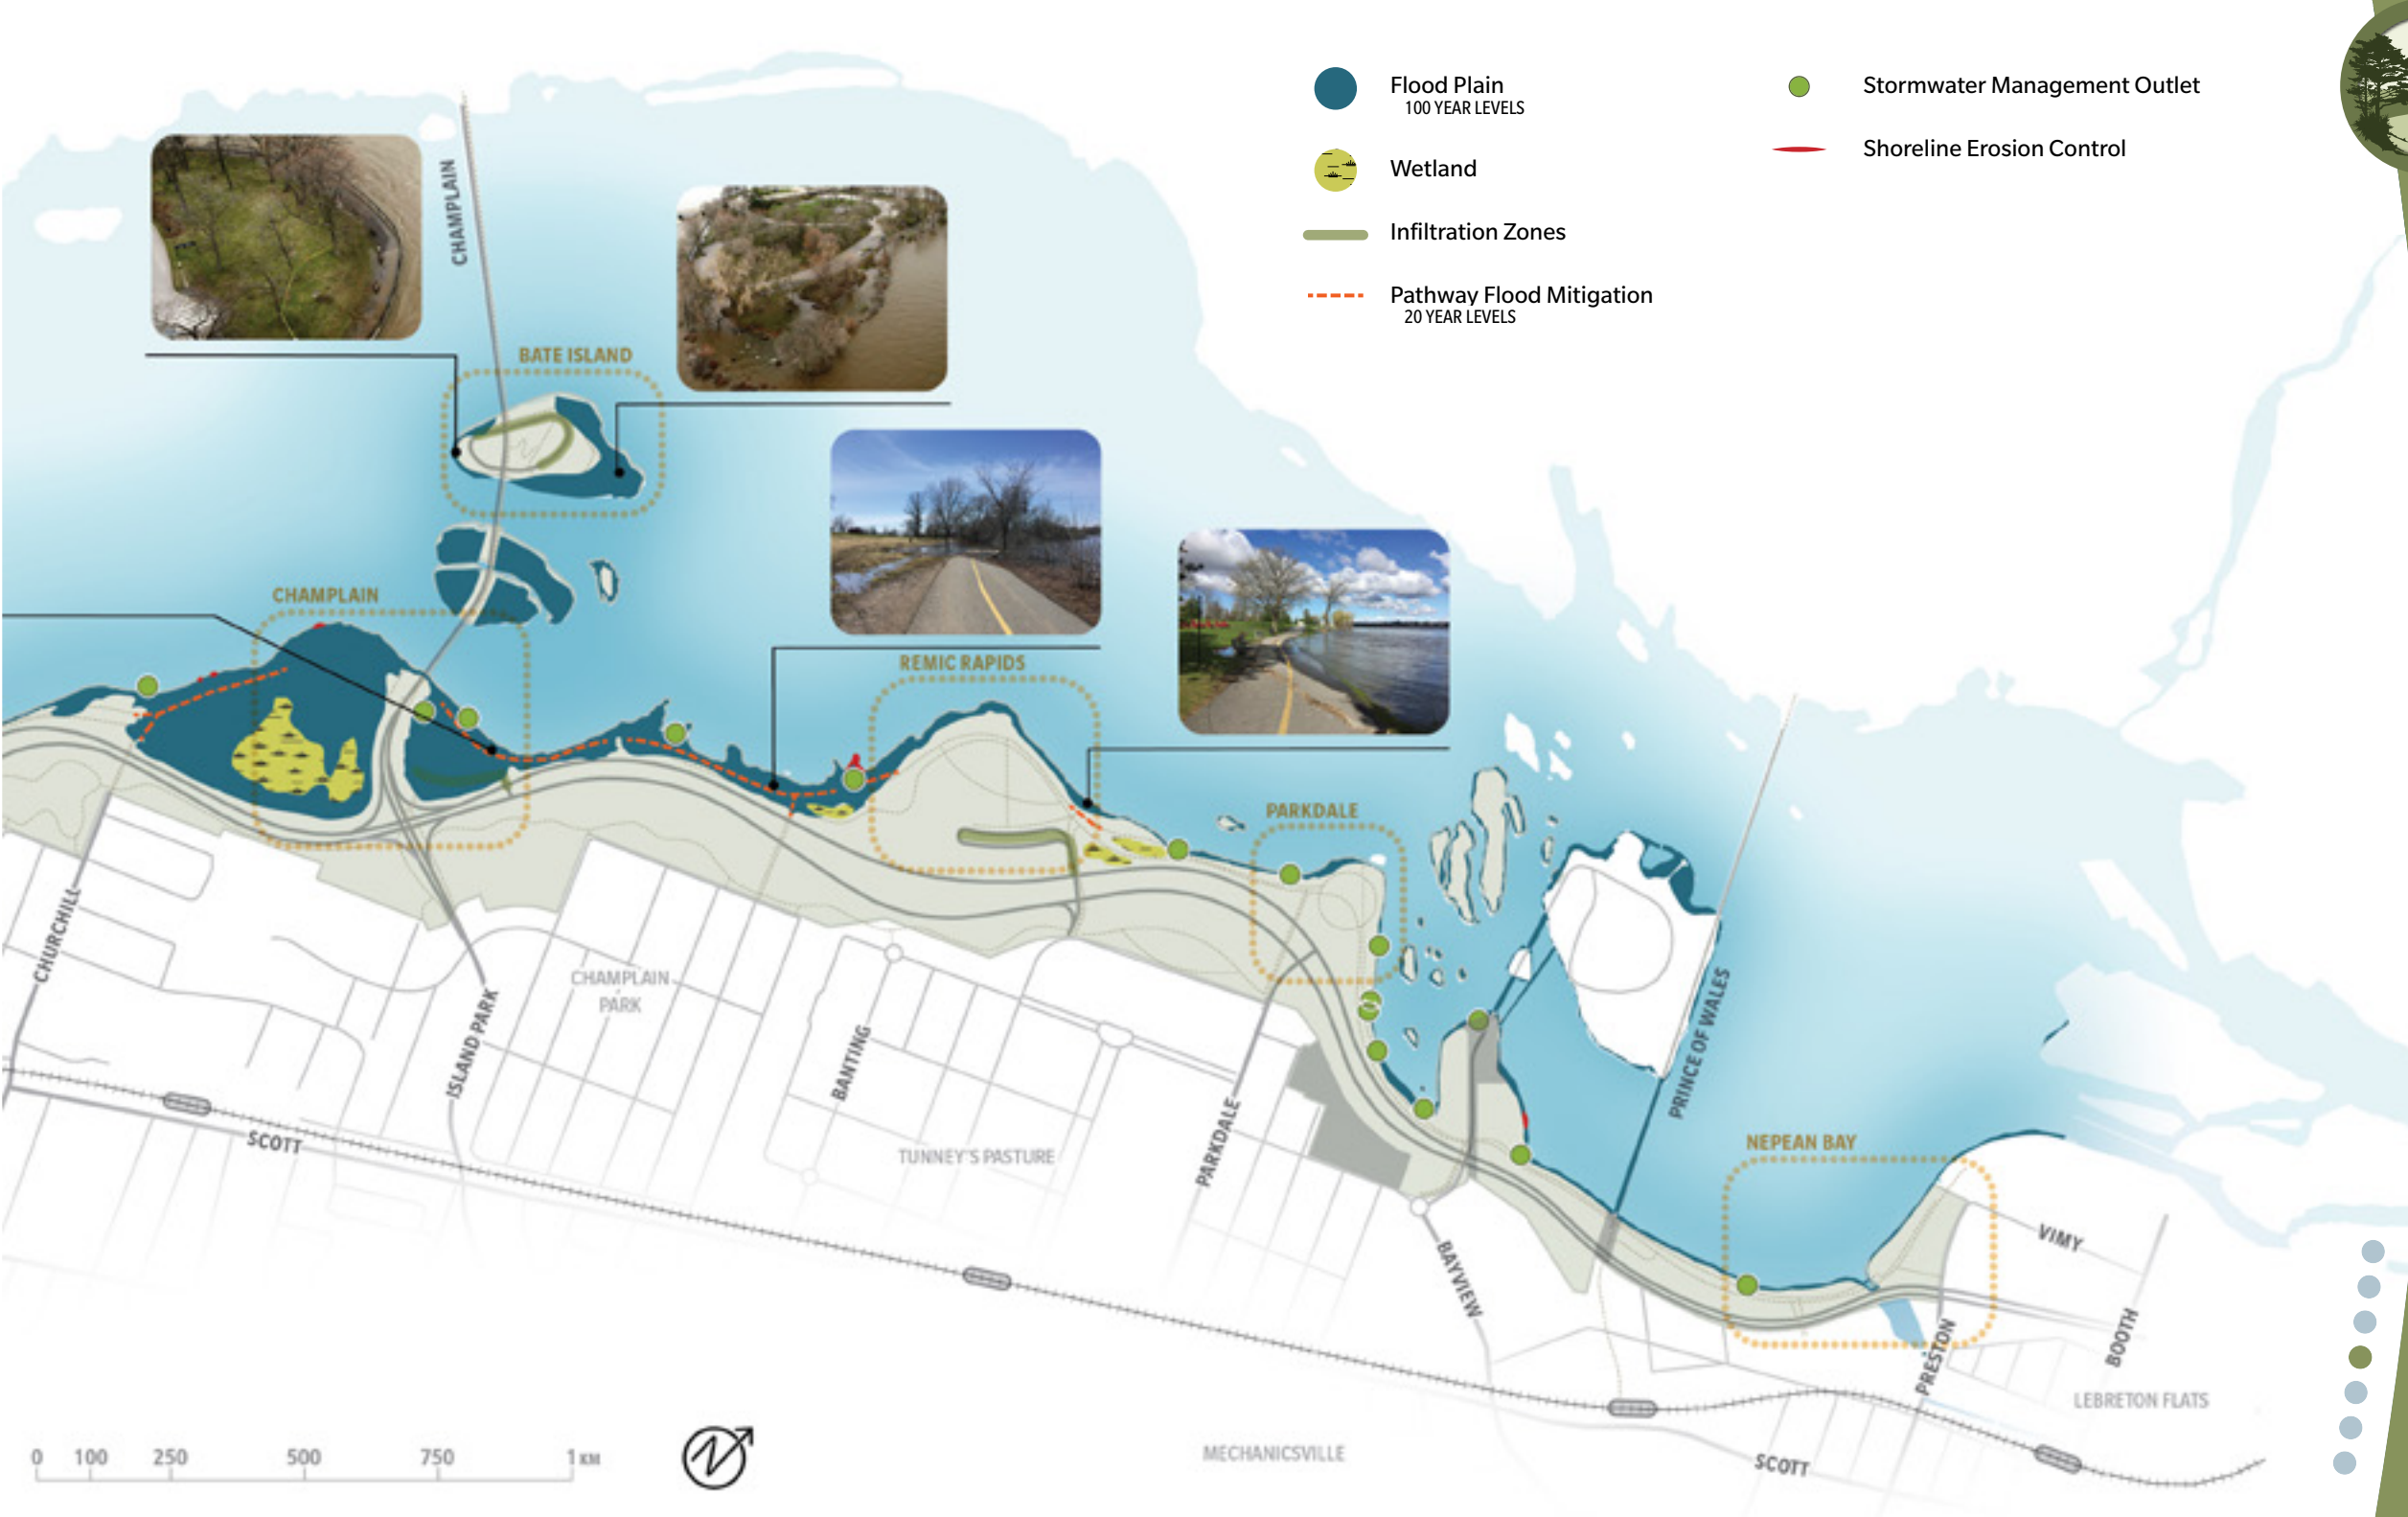 Flood Plain
100 YEAR LEVELS
Wetland
Infiltration Zones
Pathway Flood Mitigation
20 YEAR LEVELS
Stormwater Management Outlet
Shoreline Erosion Control
CHAMPLAIN
BATE ISLAND
CHAMPLAIN
REMIC RAPIDS
PARKDALE
CHURCHILL
CHAMPLAIN
PARK
ISLAND PARK
BANTING
PRINCE OF WALES
PARKDALE
SCOTT
TUNNEY'S PASTURE
NEPEAN BAY
BAYVIEW
VIMY
PRESTON
BOOTH
LEBRETON FLATS
MECHANICSVILLE
SCOTT
0 100 250 500 750 1 KM
N